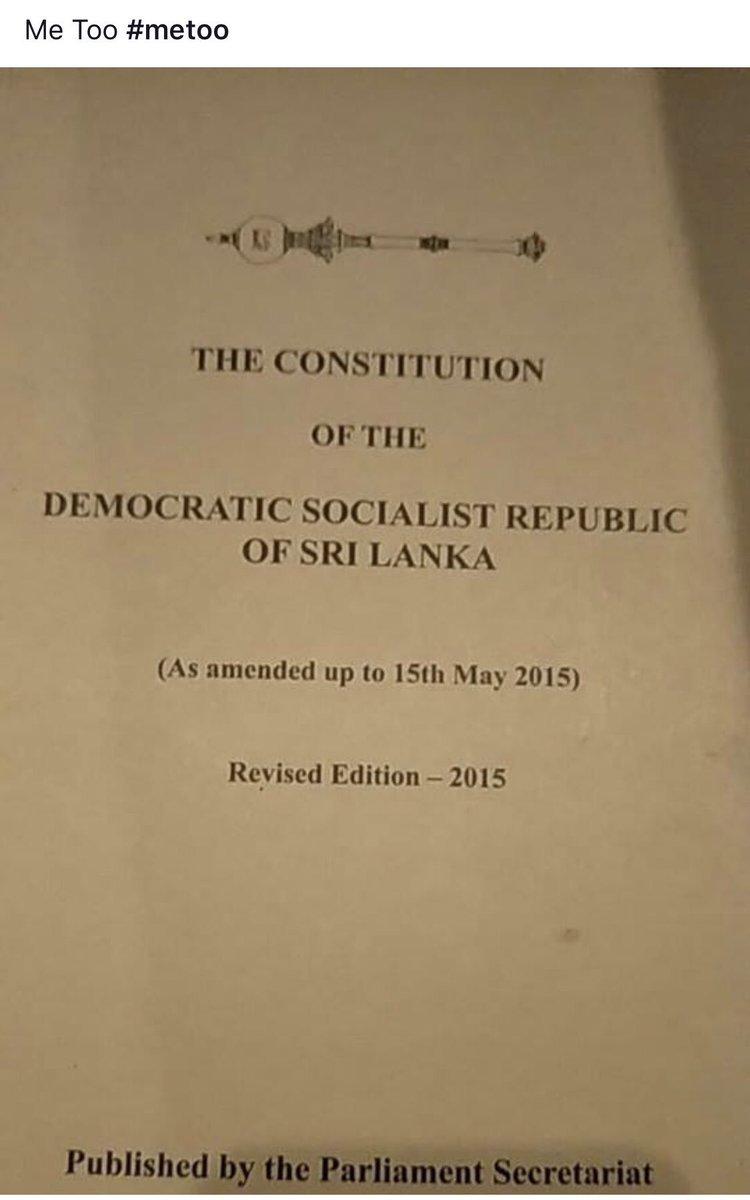 Me Too #metoo
THE CONSTITUTION
OF THE
DEMOCRATIC SOCIALIST REPUBLIC
OF SRI LANKA
(As amended up to 15th May 2015)
Revised Edition – 2015
Published by the Parliament Secretariat